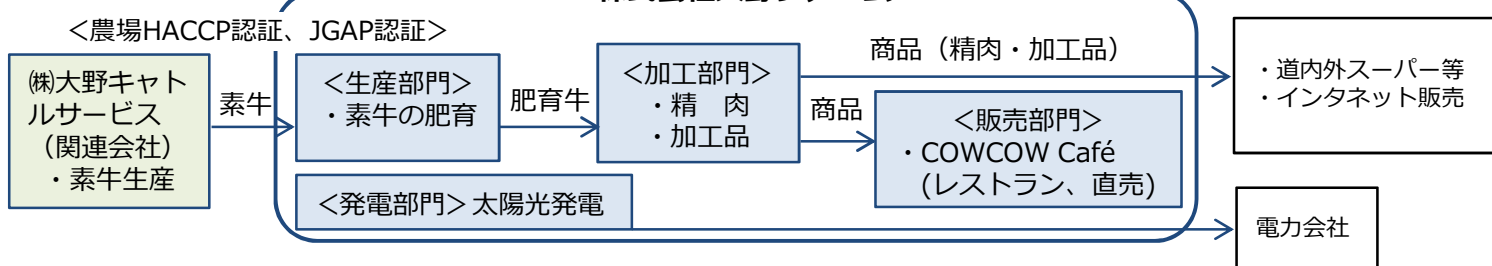 ＜農場HACCP認証、JGAP認証＞
㈱大野キャト
ルサービス
（関連会社）
・素牛生産
素牛
＜生産部門＞
・素牛の肥育
肥育牛
＜加工部門＞
・精　肉
・加工品
商品（精肉・加工品）
商品
＜販売部門＞
・COWCOW Café
(レストラン、直売)
・道内外スーパー等
・インタネット販売
＜発電部門＞太陽光発電
電力会社